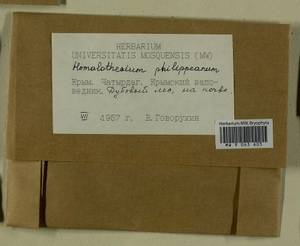 HERBARIUM
UNIVERSITATIS MOSQUENSIS (MW)
Homalothecium philippeanum
Крым. Чатырдаг. Крымский запо-
ведник. Дубовый лес, на почве.
VII 1957 г. В. Говорухин
Herbarium MW, Bryophyta